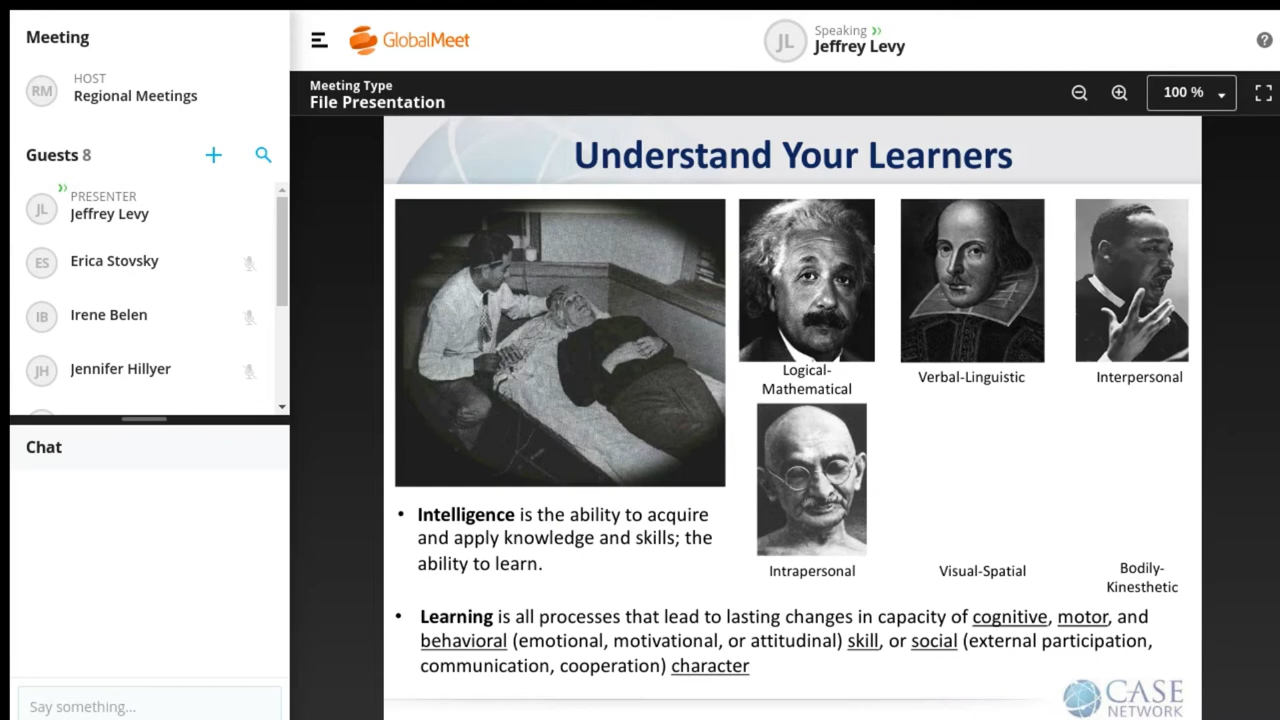 Meeting
RM
HOST
Regional Meetings
Guests 8
JL
PRESENTER
Jeffrey Levy
ES
Erica Stovsky
IB
Irene Belen
JH
Jennifer Hillyer
Chat
Say something...
GlobalMeet
JL
Speaking
Jeffrey Levy
Meeting Type
File Presentation
100 %
Understand Your Learners
Logical-
Mathematical
Verbal-Linguistic
Interpersonal
Intrapersonal
Visual-Spatial
Bodily-
Kinesthetic
• Intelligence is the ability to acquire
and apply knowledge and skills; the
ability to learn.
• Learning is all processes that lead to lasting changes in capacity of cognitive, motor, and
behavioral (emotional, motivational, or attitudinal) skill, or social (external participation,
communication, cooperation) character
CASE
NETWORK